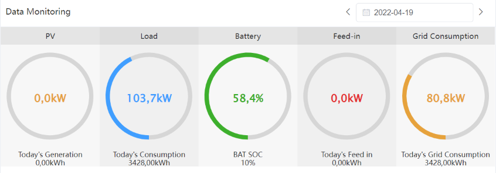 Data Monitoring
2022-04-19
PV
Load
Battery
Feed-in
Grid Consumption
0,0kW
103,7kW
58,4%
0,0kW
80,8kW
Today's Generation
0,00kWh
Today's Consumption
3428,00kWh
BAT SOC
10%
Today's Feed in
0,00kWh
Today's Grid Consumption
3428,00kWh